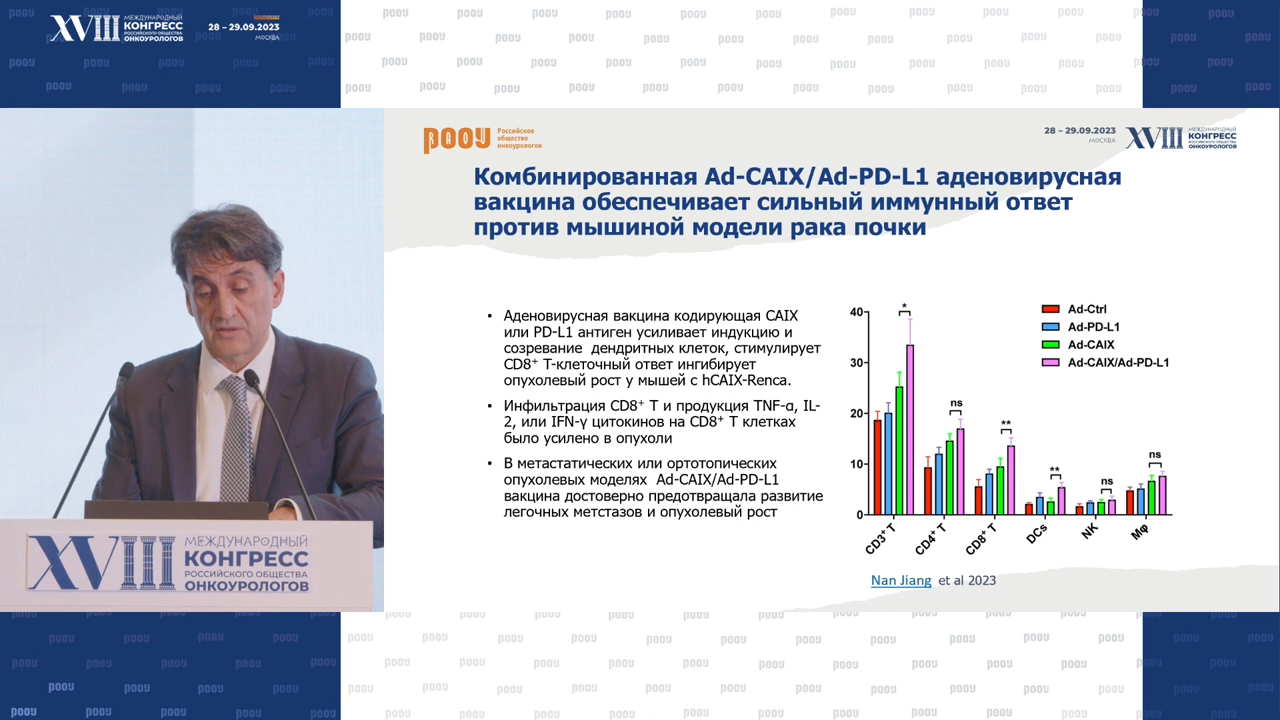 XVIII МЕЖДУНАРОДНЫЙ
КОНГРЕСС
РОССИЙСКОГО ОБЩЕСТВА
ОНКОУРОЛОГОВ
28 – 29.09.2023
МОСКВА
РООУ
Российское
общество
онкоурологов
28 – 29.09.2023
МОСКВА
XVIII МЕЖДУНАРОДНЫЙ
КОНГРЕСС
РОССИЙСКОГО ОБЩЕСТВА
ОНКОУРОЛОГОВ
Комбинированная Ad-CAIX/Ad-PD-L1 аденовирусная
вакцина обеспечивает сильный иммунный ответ
против мышиной модели рака почки
• Аденовирусная вакцина кодирующая CAIX
или PD-L1 антиген усиливает индукцию и
созревание дендритных клеток, стимулирует
CD8⁺ Т-клеточный ответ ингибирует
опухолевый рост у мышей с hCAIX-Renca.
• Инфильтрация CD8⁺ T и продукция TNF-α, IL-
2, или IFN-γ цитокинов на CD8⁺ T клетках
было усилено в опухоли
• В метастатических или ортотопических
опухолевых моделях Ad-CAIX/Ad-PD-L1
вакцина достоверно предотвращала развитие
легочных метстазов и опухолевый рост
40
30
20
10
0
*
ns
**
**
ns
ns
CD3⁺ T
CD4⁺ T
CD8⁺ T
DCs
NK
Mφ
Ad-Ctrl
Ad-PD-L1
Ad-CAIX
Ad-CAIX/Ad-PD-L1
Nan Jiang et al 2023
XVIII МЕЖДУНАРОДНЫЙ
КОНГРЕСС
РОССИЙСКОГО ОБЩЕСТВА
ОНКОУРОЛОГОВ